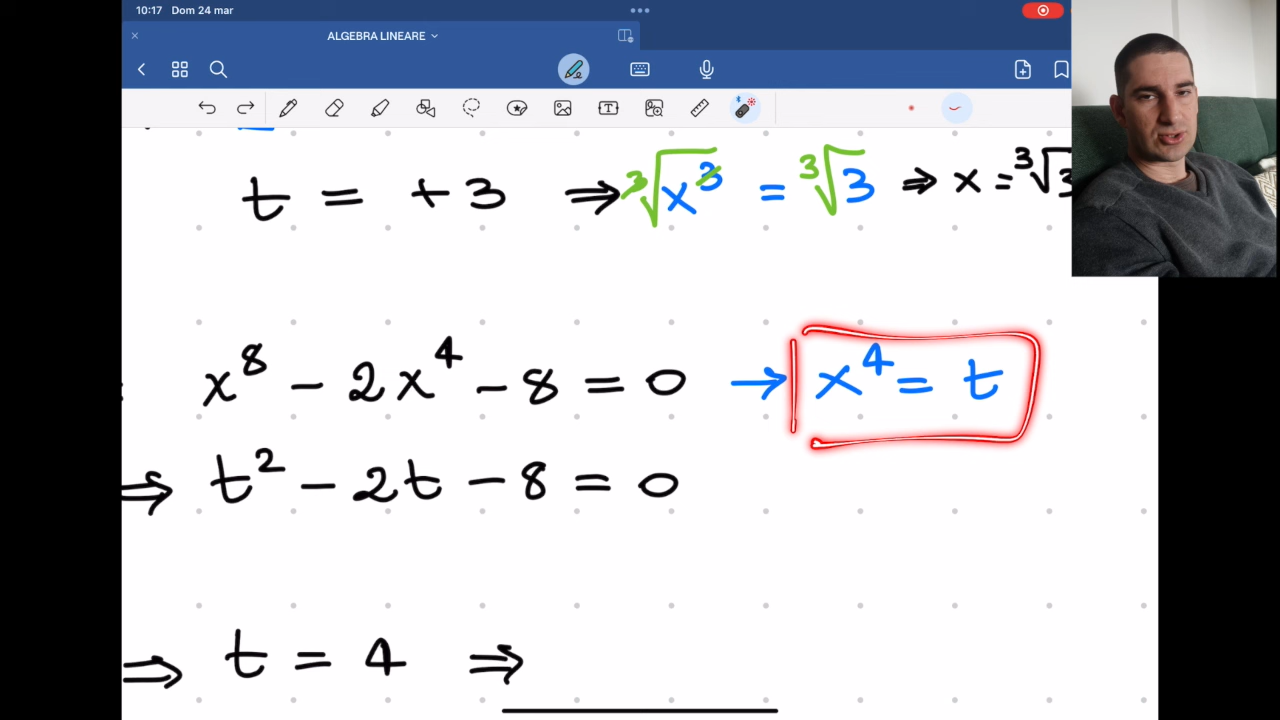 10:17 Dom 24 mar
ALGEBRA LINEARE
t = +3 ⇒ ∛x³ = ∛3 ⇒ x = ∛3
x⁸ - 2x⁴ - 8 = 0 → x⁴ = t
⇒ t² - 2t - 8 = 0
⇒ t = 4 ⇒